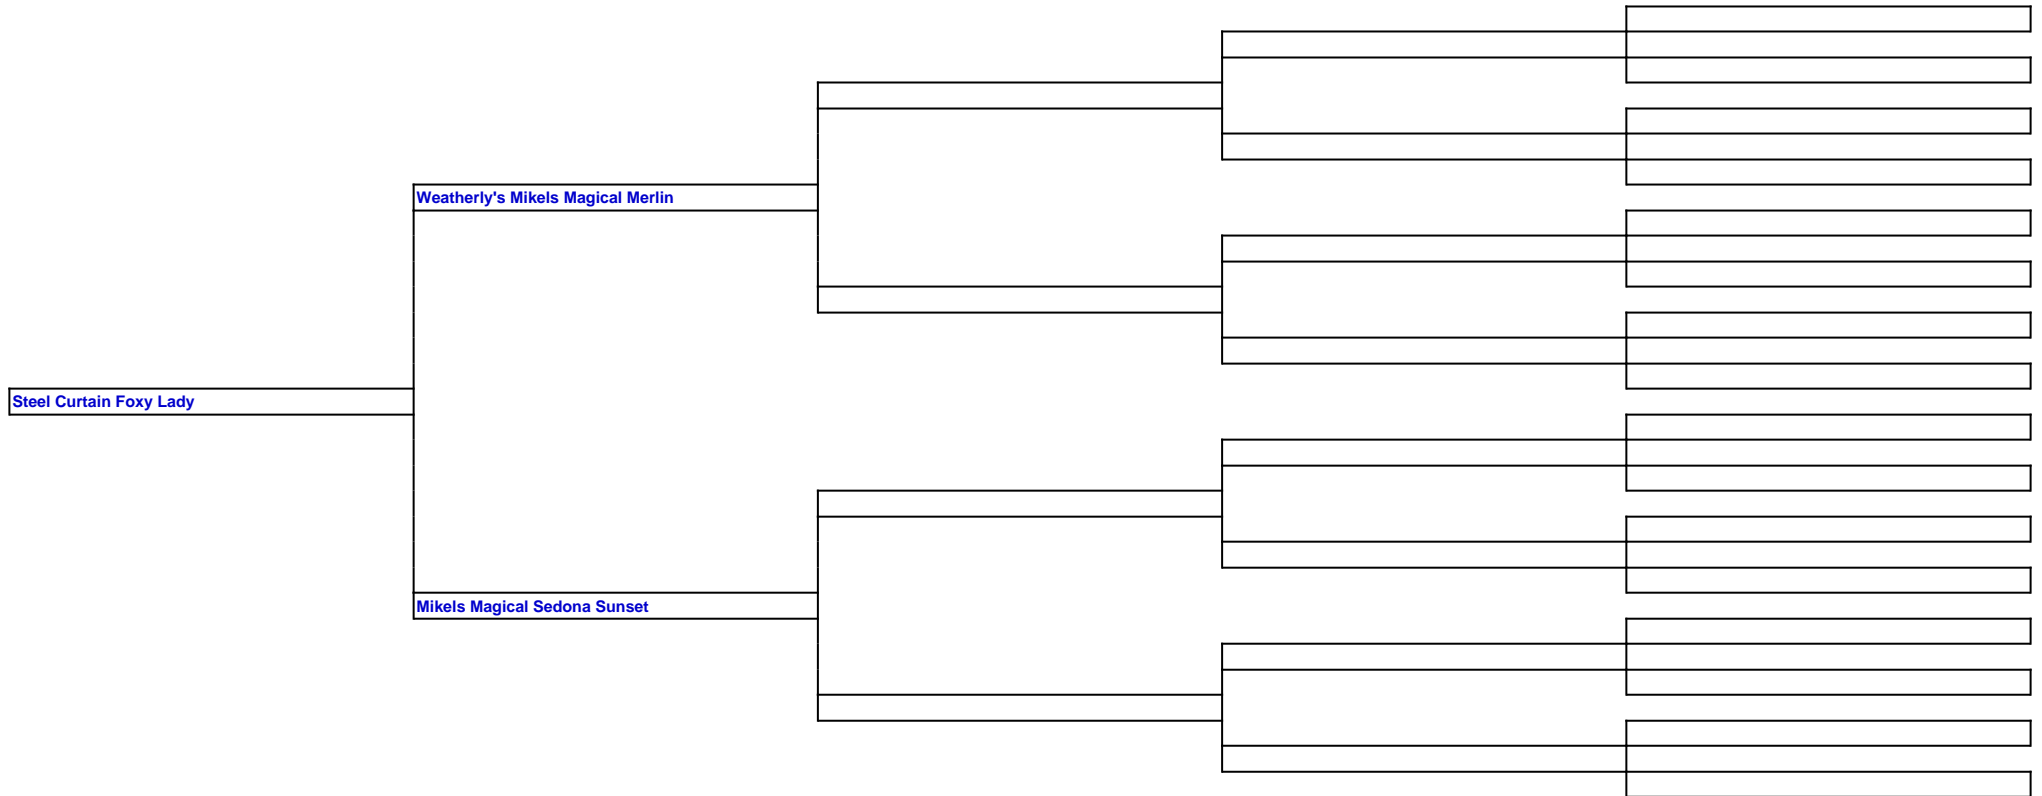 Weatherly's Mikels Magical Merlin
Steel Curtain Foxy Lady
Mikels Magical Sedona Sunset